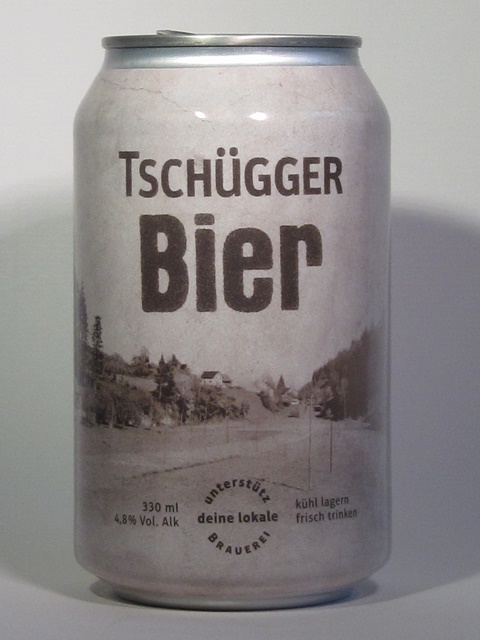 TSCHÜGGER
Bier
330 ml
4,8% Vol. Alk
unterstütz
deine lokale
BRAUEREI
kühl lagern
frisch trinken